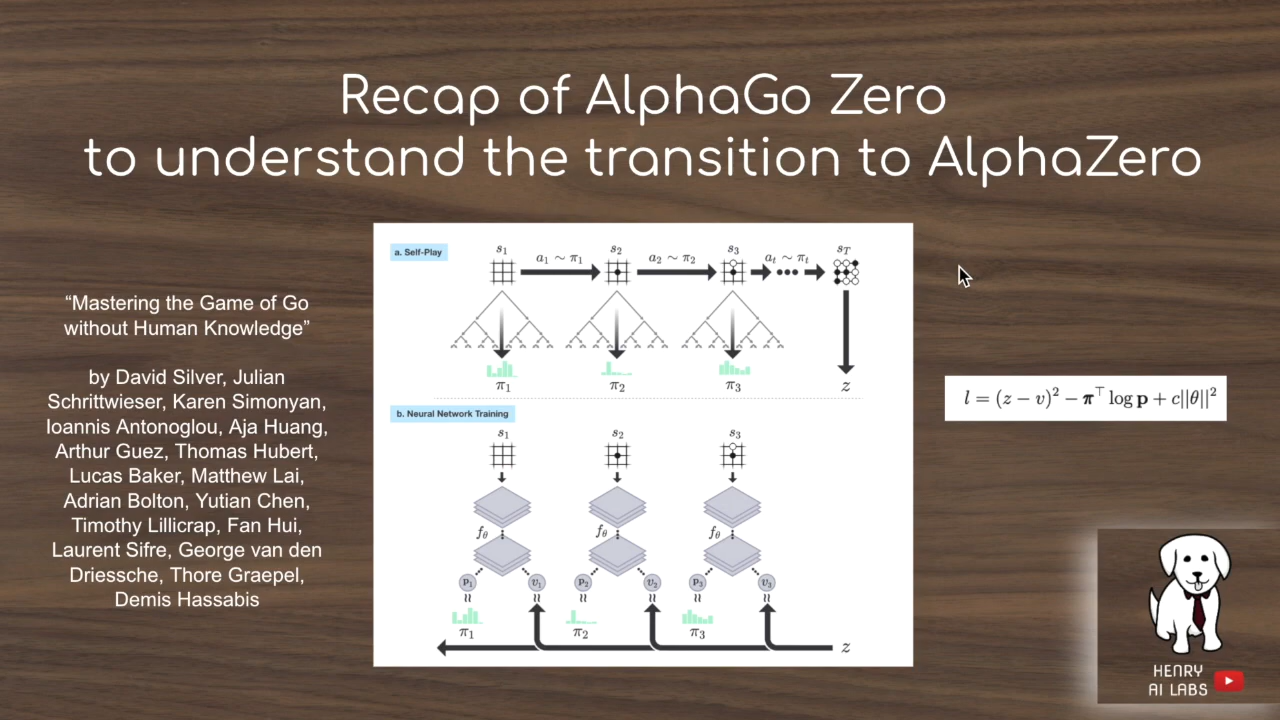 Recap of AlphaGo Zero
to understand the transition to AlphaZero
“Mastering the Game of Go
without Human Knowledge”
by David Silver, Julian
Schrittwieser, Karen Simonyan,
Ioannis Antonoglou, Aja Huang,
Arthur Guez, Thomas Hubert,
Lucas Baker, Matthew Lai,
Adrian Bolton, Yutian Chen,
Timothy Lillicrap, Fan Hui,
Laurent Sifre, George van den
Driessche, Thore Graepel,
Demis Hassabis
a. Self-Play
s₁ a₁ ~ π₁ s₂ a₂ ~ π₂ s₃ aₜ ~ πₜ s_T
π₁ π₂ π₃ z
b. Neural Network Training
s₁ s₂ s₃
f_θ f_θ f_θ
p₁ v₁ p₂ v₂ p₃ v₃
π₁ π₂ π₃ z
l = (z − v)² − π^⊤ log p + c||θ||²
HENRY
AI LABS